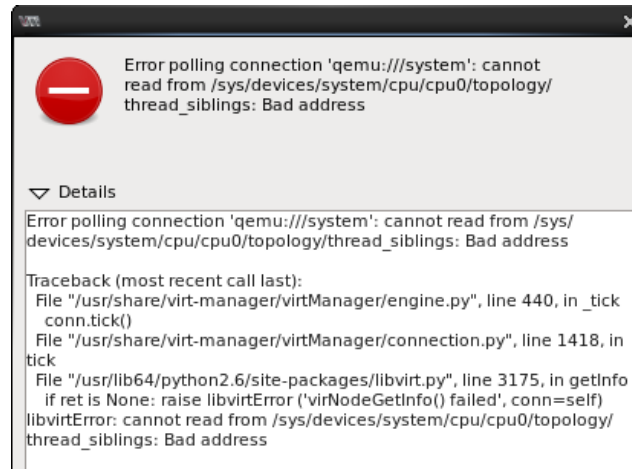 Error polling connection 'qemu:///system': cannot
read from /sys/devices/system/cpu/cpu0/topology/
thread_siblings: Bad address
Details
Error polling connection 'qemu:///system': cannot read from /sys/
devices/system/cpu/cpu0/topology/thread_siblings: Bad address
Traceback (most recent call last):
File "/usr/share/virt-manager/virtManager/engine.py", line 440, in _tick
conn.tick()
File "/usr/share/virt-manager/virtManager/connection.py", line 1418, in
tick
File "/usr/lib64/python2.6/site-packages/libvirt.py", line 3175, in getInfo
if ret is None: raise libvirtError ('virNodeGetInfo() failed', conn=self)
libvirtError: cannot read from /sys/devices/system/cpu/cpu0/topology/
thread_siblings: Bad address